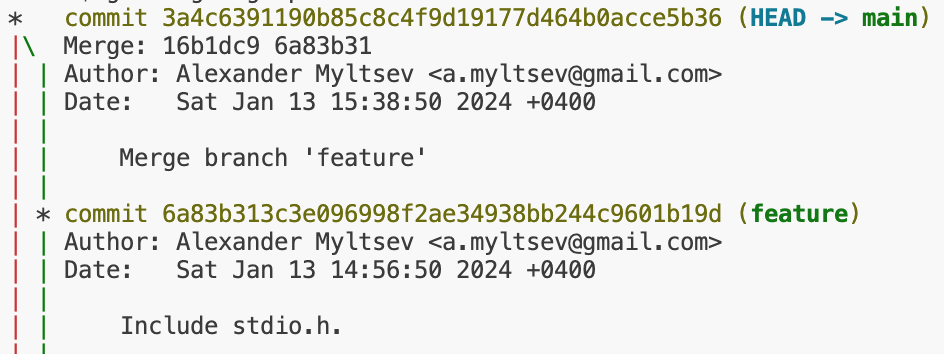 * commit 3a4c6391190b85c8c4f9d19177d464b0acce5b36 (HEAD -> main)
|\ Merge: 16b1dc9 6a83b31
| | Author: Alexander Myltsev <a.myltsev@gmail.com>
| | Date: Sat Jan 13 15:38:50 2024 +0400
| |
| | Merge branch 'feature'
| |
| * commit 6a83b313c3e096998f2ae34938bb244c9601b19d (feature)
| | Author: Alexander Myltsev <a.myltsev@gmail.com>
| | Date: Sat Jan 13 14:56:50 2024 +0400
| |
| | Include stdio.h.
| |